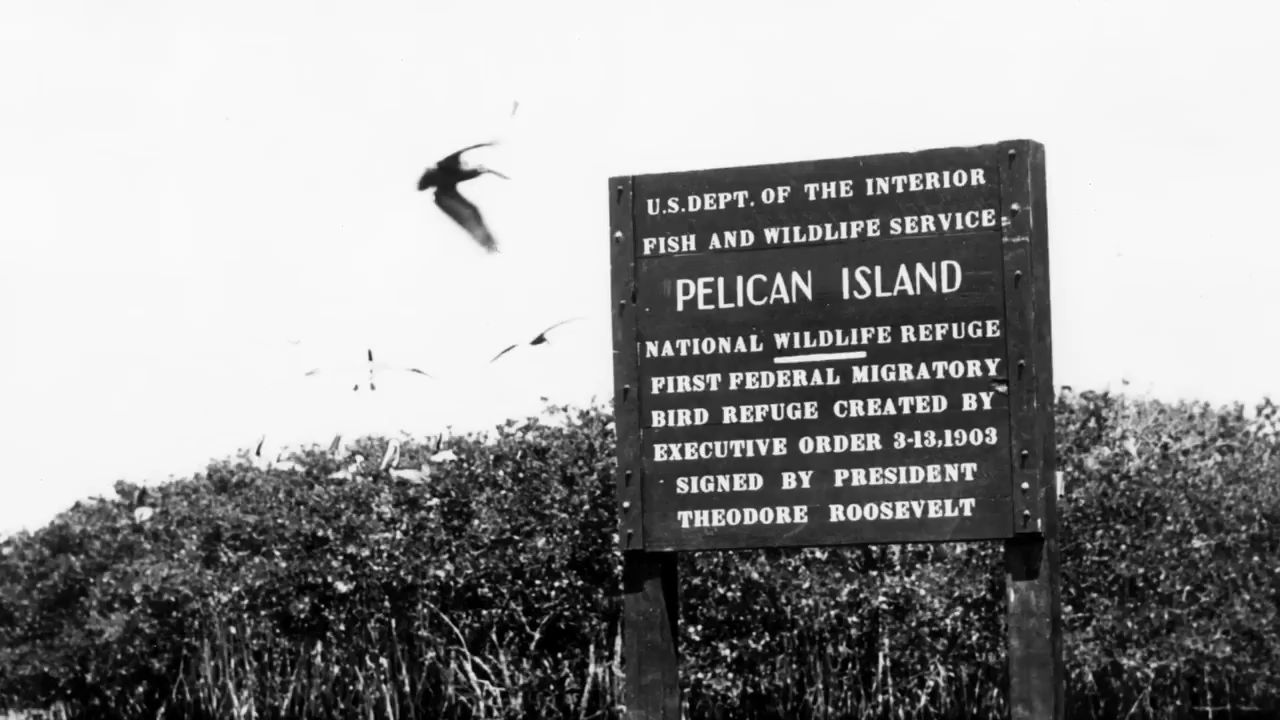 U.S.DEPT. OF THE INTERIOR
FISH AND WILDLIFE SERVICE
PELICAN ISLAND
NATIONAL WILDLIFE REFUGE
FIRST FEDERAL MIGRATORY
BIRD REFUGE CREATED BY
EXECUTIVE ORDER 3-13,1903
SIGNED BY PRESIDENT
THEODORE ROOSEVELT